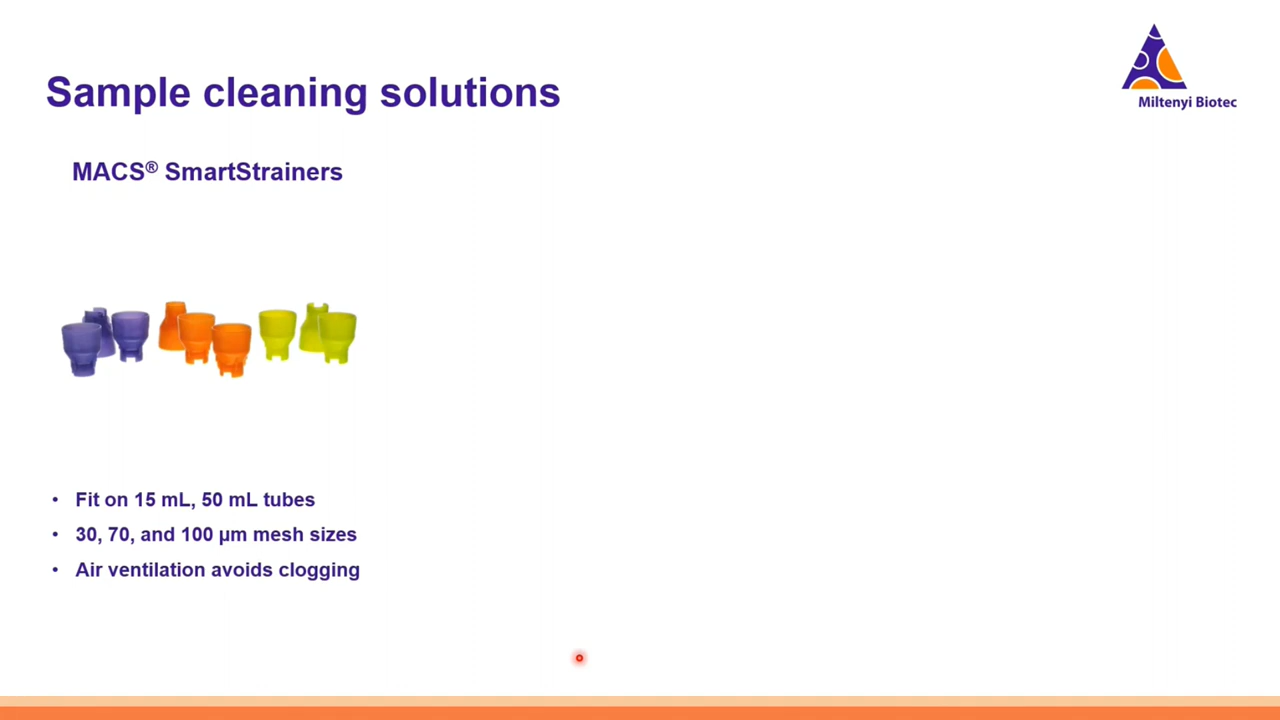 Sample cleaning solutions
Miltenyi Biotec
MACS® SmartStrainers
• Fit on 15 mL, 50 mL tubes
• 30, 70, and 100 µm mesh sizes
• Air ventilation avoids clogging